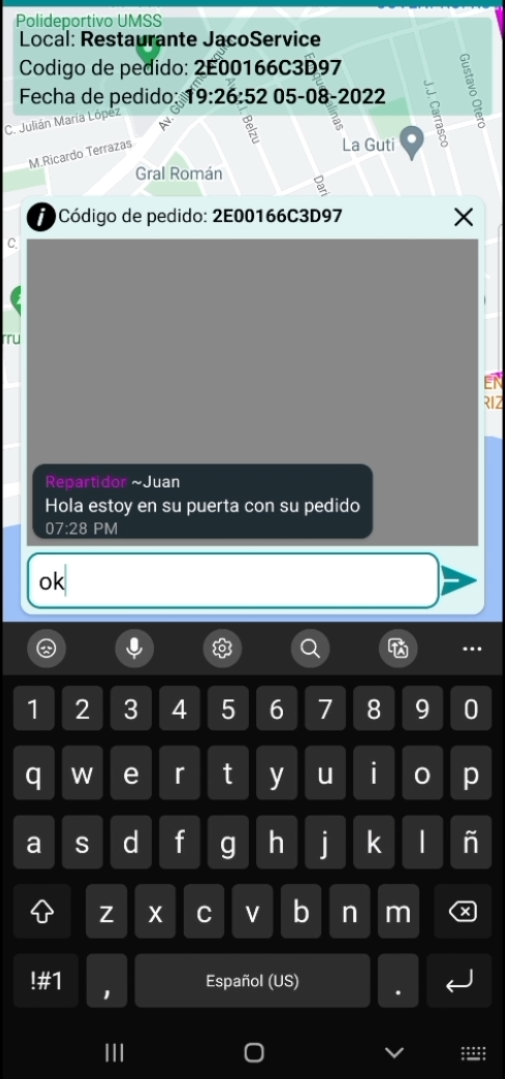 Polideportivo UMSS
Local: Restaurante JacoService
Codigo de pedido: 2E00166C3D97
Fecha de pedido: 19:26:52 05-08-2022
C. Julián María López
M.Ricardo Terrazas
Gral Román
Belzu
J.J. Carrasco
Gustavo Otero
La Guti
Código de pedido: 2E00166C3D97
Repartidor ~Juan
Hola estoy en su puerta con su pedido
07:28 PM
ok
1 2 3 4 5 6 7 8 9 0
q w e r t y u i o p
a s d f g h j k l ñ
z x c v b n m
!#1 , Español (US) .